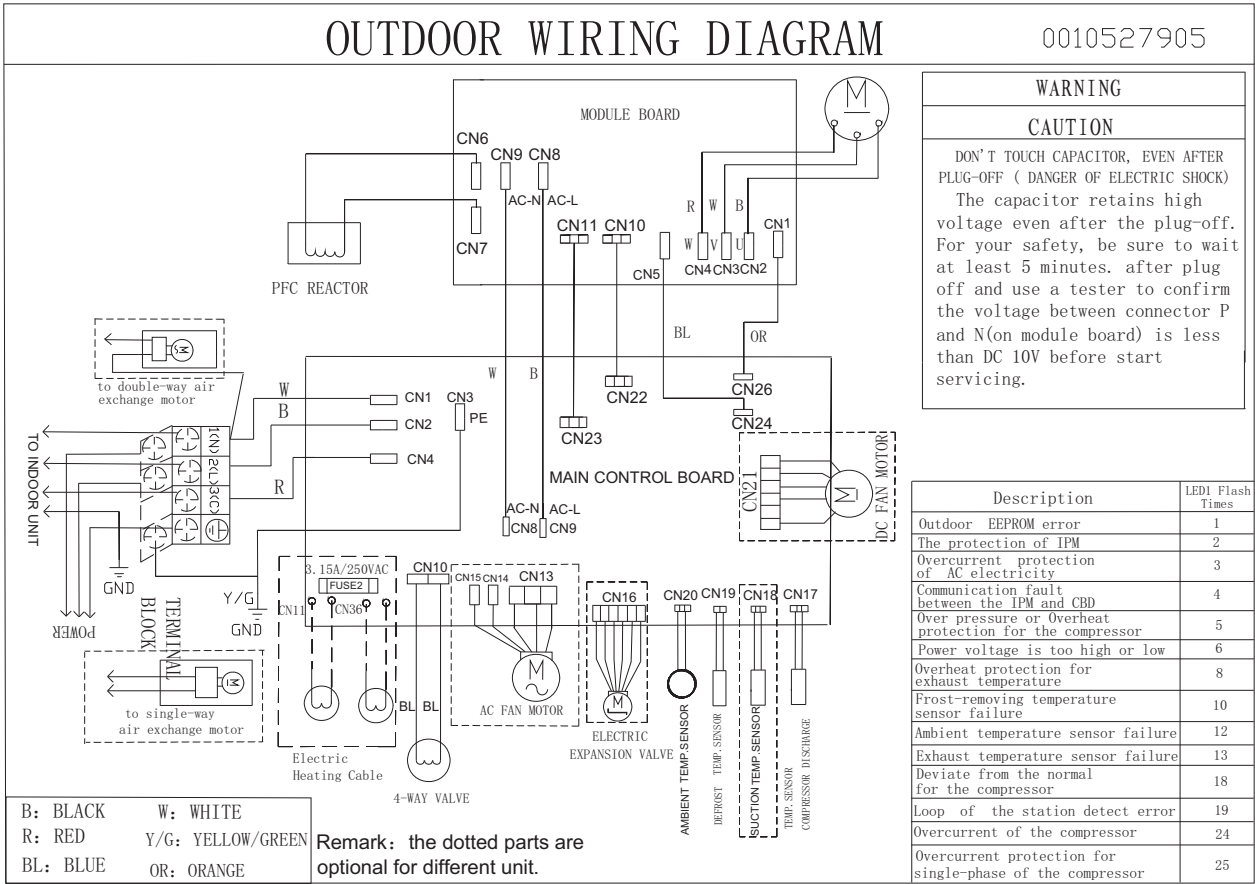 OUTDOOR WIRING DIAGRAM
0010527905
WARNING
CAUTION
DON'T TOUCH CAPACITOR, EVEN AFTER
PLUG-OFF ( DANGER OF ELECTRIC SHOCK)
The capacitor retains high
voltage even after the plug-off.
For your safety, be sure to wait
at least 5 minutes. after plug
off and use a tester to confirm
the voltage between connector P
and N(on module board) is less
than DC 10V before start
servicing.
MODULE BOARD
M
CN6
CN9 CN8
AC-N AC-L
CN7
CN11 CN10
R W B
CN1
W V U
CN5
CN4 CN3 CN2
PFC REACTOR
BL
OR
M
to double-way air
exchange motor
W
B
R
CN1
CN2
CN4
CN3
PE
W
B
CN22
CN23
CN26
CN24
MAIN CONTROL BOARD
CN21
M
DC FAN MOTOR
AC-N AC-L
CN8 CN9
TO INDOOR UNIT
1(N) 2(L) 3(C)
GND
Y/G
GND
POWER
TERMINAL
BLOCK
M
to single-way
air exchange motor
3.15A/250VAC
FUSE2
CN11
CN36
Electric
Heating Cable
CN10
BL BL
4-WAY VALVE
CN15 CN14 CN13
M
AC FAN MOTOR
CN16
M
ELECTRIC
EXPANSION VALVE
CN20 CN19 CN18 CN17
AMBIENT TEMP.SENSOR
DEFROST TEMP.SENSOR
SUCTION TEMP.SENSOR
TEMP. SENSOR
COMPRESSOR DISCHARGE
Description LED1 Flash
Times
Outdoor EEPROM error 1
The protection of IPM 2
Overcurrent protection
of AC electricity 3
Communication fault
between the IPM and CBD 4
Over pressure or Overheat
protection for the compressor 5
Power voltage is too high or low 6
Overheat protection for
exhaust temperature 8
Frost-removing temperature
sensor failure 10
Ambient temperature sensor failure 12
Exhaust temperature sensor failure 13
Deviate from the normal
for the compressor 18
Loop of the station detect error 19
Overcurrent of the compressor 24
Overcurrent protection for
single-phase of the compressor 25
B: BLACK W: WHITE
R: RED Y/G: YELLOW/GREEN
BL: BLUE OR: ORANGE
Remark: the dotted parts are
optional for different unit.